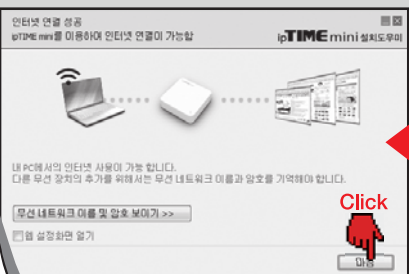 인터넷 연결 성공
ipTIME mini를 이용하여 인터넷 연결이 가능함
ipTIME mini 설치도우미
내 PC에서의 인터넷 사용이 가능 합니다.
다른 무선 장치의 추가를 위해서는 무선 네트워크 이름과 암호를 기억해야 합니다.
무선 네트워크 이름 및 암호 보이기 >>
웹 설정화면 열기
Click